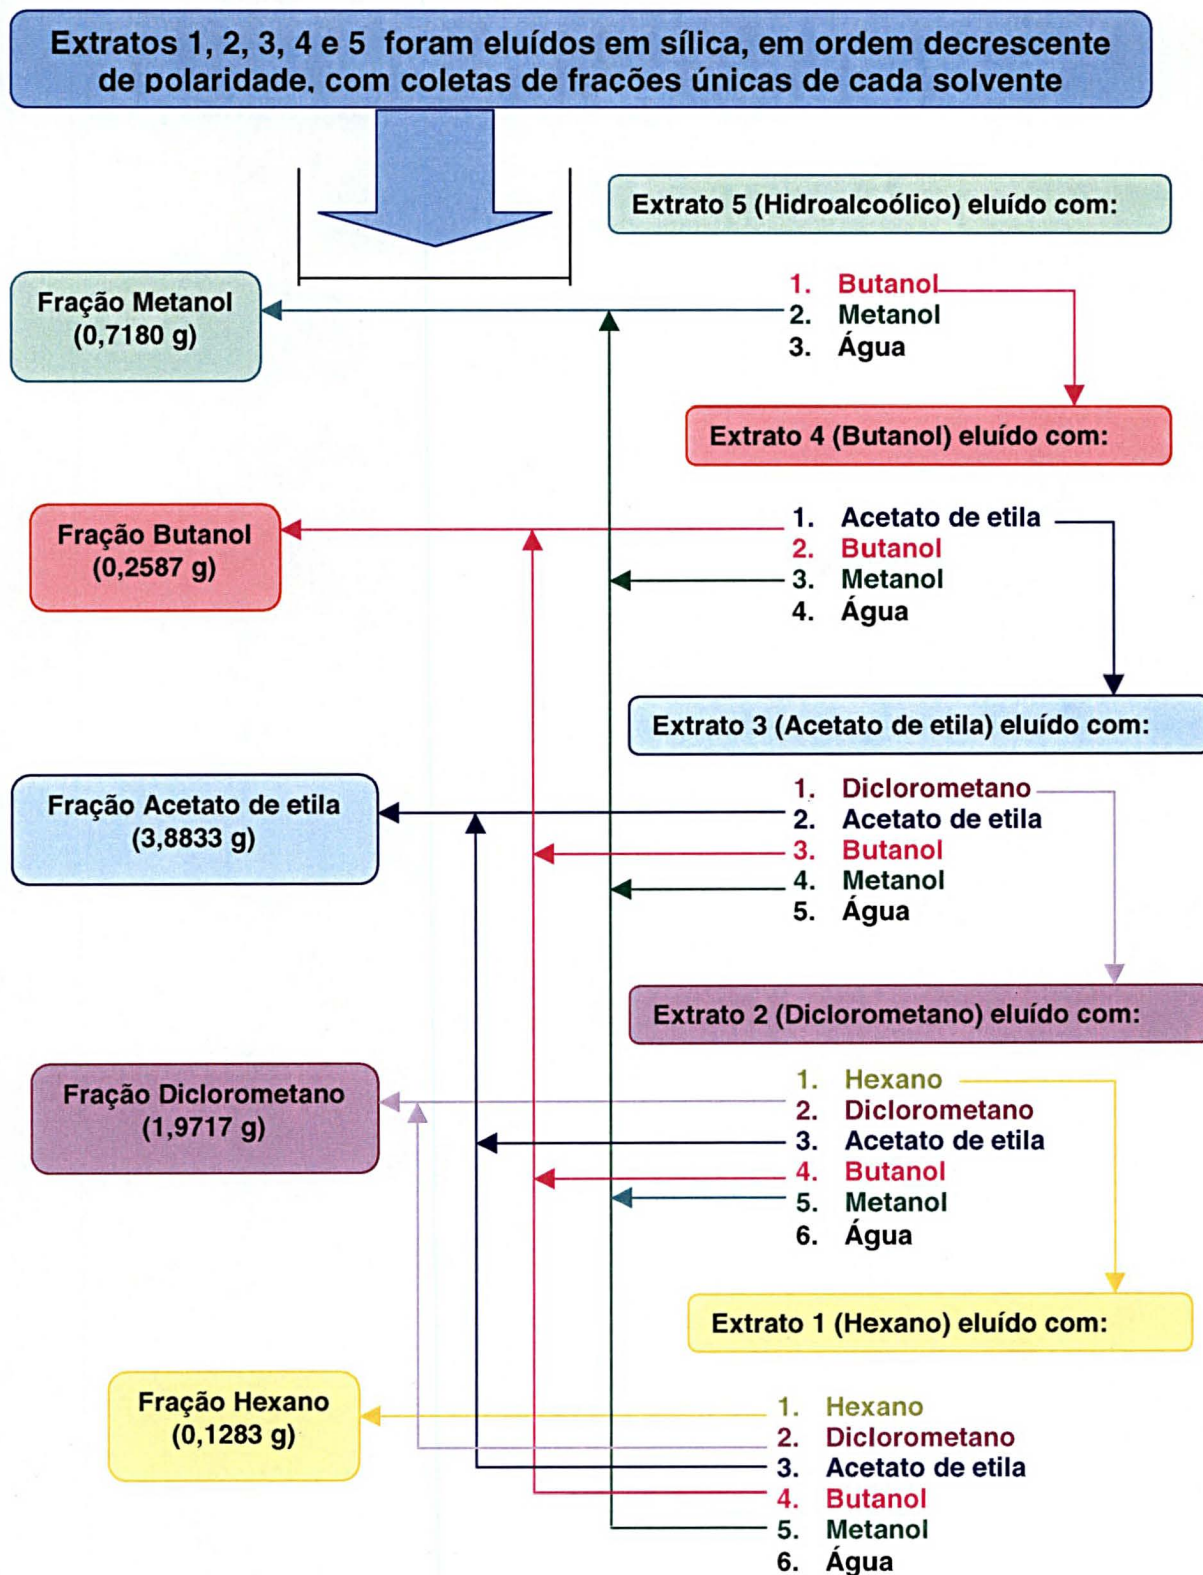 Extratos 1, 2, 3, 4 e 5 foram eluídos em sílica, em ordem decrescente
de polaridade, com coletas de frações únicas de cada solvente
Extrato 5 (Hidroalcoólico) eluído com:
Fração Metanol
(0,7180 g)
1. Butanol
2. Metanol
3. Água
Extrato 4 (Butanol) eluído com:
Fração Butanol
(0,2587 g)
1. Acetato de etila
2. Butanol
3. Metanol
4. Água
Extrato 3 (Acetato de etila) eluído com:
Fração Acetato de etila
(3,8833 g)
1. Diclorometano
2. Acetato de etila
3. Butanol
4. Metanol
5. Água
Extrato 2 (Diclorometano) eluído com:
Fração Diclorometano
(1,9717 g)
1. Hexano
2. Diclorometano
3. Acetato de etila
4. Butanol
5. Metanol
6. Água
Extrato 1 (Hexano) eluído com:
Fração Hexano
(0,1283 g)
1. Hexano
2. Diclorometano
3. Acetato de etila
4. Butanol
5. Metanol
6. Água